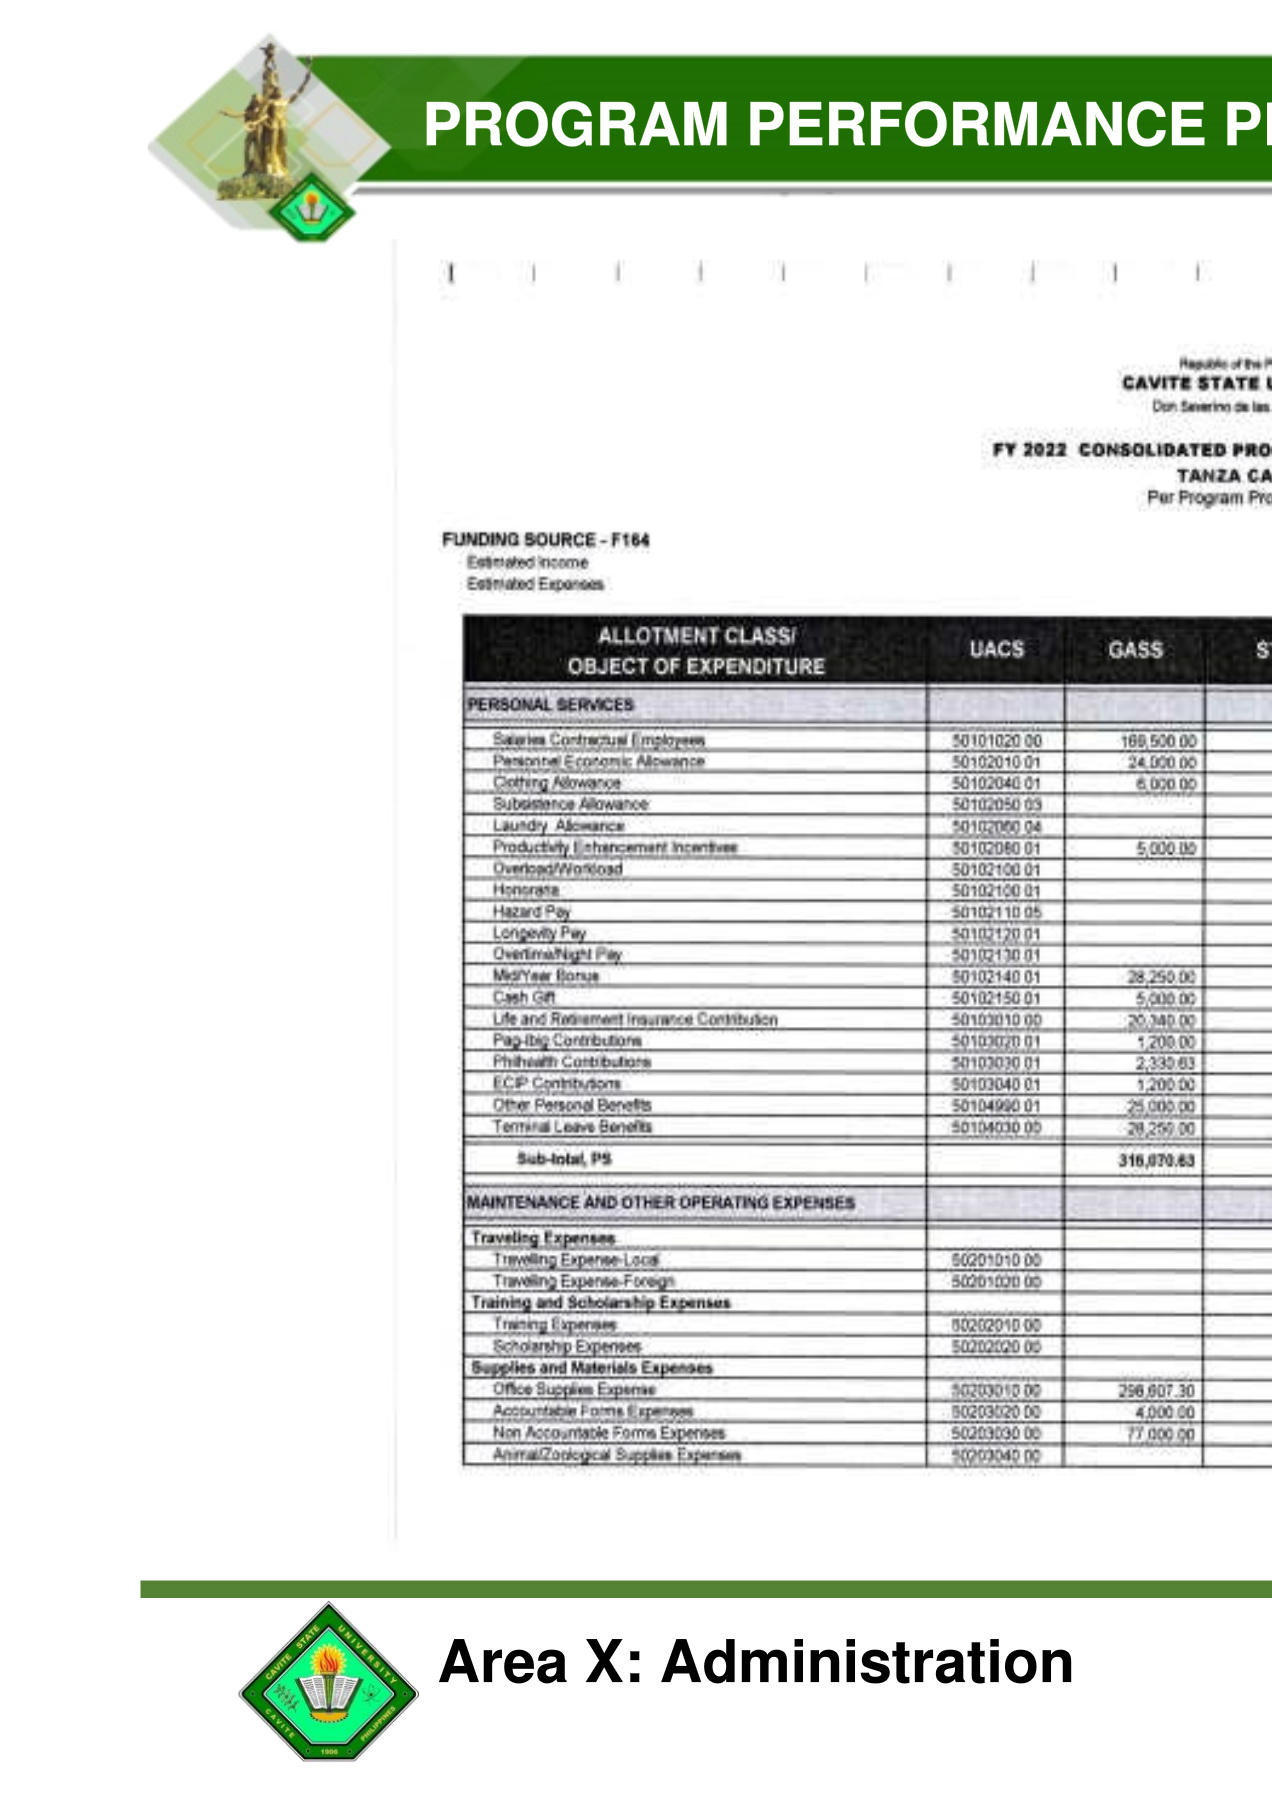 PROGRAM PERFORMANCE
Republic of the
CAVITE STATE
Don Severino de las
FY 2022 CONSOLIDATED
TANZA
Per Program
FUNDING SOURCE - F164
Estimated Income
Estimated Expenses
ALLOTMENT CLASS/ OBJECT OF EXPENDITURE UACS GASS
PERSONAL SERVICES
Salaries Contractual Employees 50101020 00 169,500.00
Personnel Economic Allowance 50102010 01 24,000.00
Clothing Allowance 50102040 01 6,000.00
Subsistence Allowance 50102050 03
Laundry Allowance 50102060 04
Productivity Enhancement Incentives 50102080 01 5,000.00
Overload/Workload 50102100 01
Honoraria 50102100 01
Hazard Pay 50102110 05
Longevity Pay 50102120 01
Overtime/Night Pay 50102130 01
Mid/Year Bonus 50102140 01 28,250.00
Cash Gift 50102150 01 5,000.00
Life and Retirement Insurance Contribution 50103010 00 20,340.00
Pag-Ibig Contributions 50103020 01 1,200.00
Philhealth Contributions 50103030 01 2,330.63
ECIP Contributions 50103040 01 1,200.00
Other Personal Benefits 50104990 01 25,000.00
Terminal Leave Benefits 50104030 00 28,250.00
Sub-total, PS 316,070.63
MAINTENANCE AND OTHER OPERATING EXPENSES
Traveling Expenses
Travelling Expense-Local 50201010 00
Travelling Expense-Foreign 50201020 00
Training and Scholarship Expenses
Training Expenses 50202010 00
Scholarship Expenses 50202020 00
Supplies and Materials Expenses
Office Supplies Expense 50203010 00 298,607.30
Accountable Forms Expenses 50203020 00 4,000.00
Non Accountable Forms Expenses 50203030 00 77,000.00
Animal/Zoological Supplies Expenses 50203040 00
CAVITE STATE UNIVERSITY
CAVITE PHILIPPINES
1906
Area X: Administration